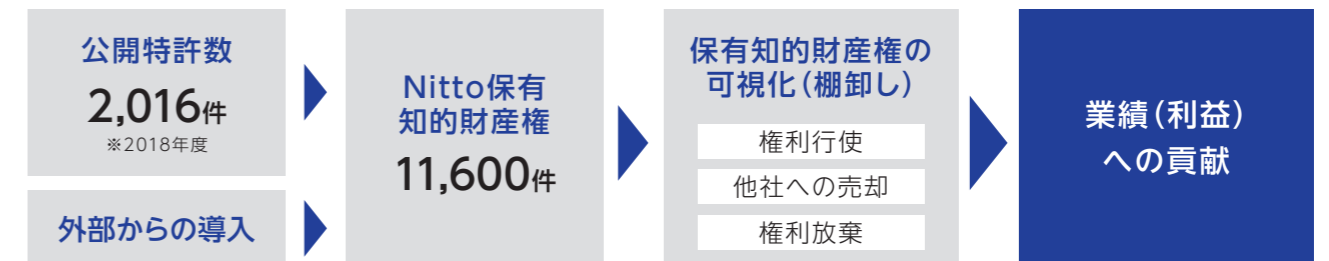 公開特許数
2,016件
※2018年度
外部からの導入
Nitto保有
知的財産権
11,600件
保有知的財産権の
可視化（棚卸し）
権利行使
他社への売却
権利放棄
業績（利益）
への貢献